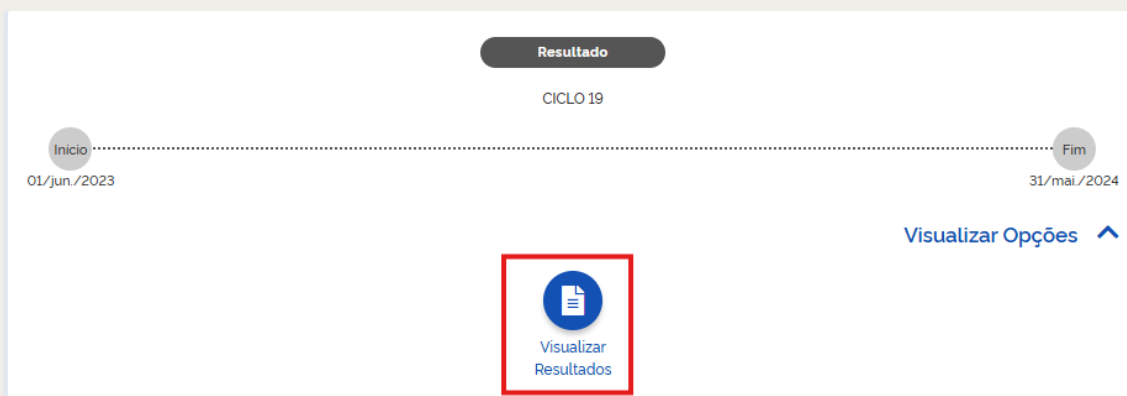 Resultado
CICLO 19
Inicio
Fim
01/jun./2023
31/mai./2024
Visualizar Opções
Visualizar
Resultados